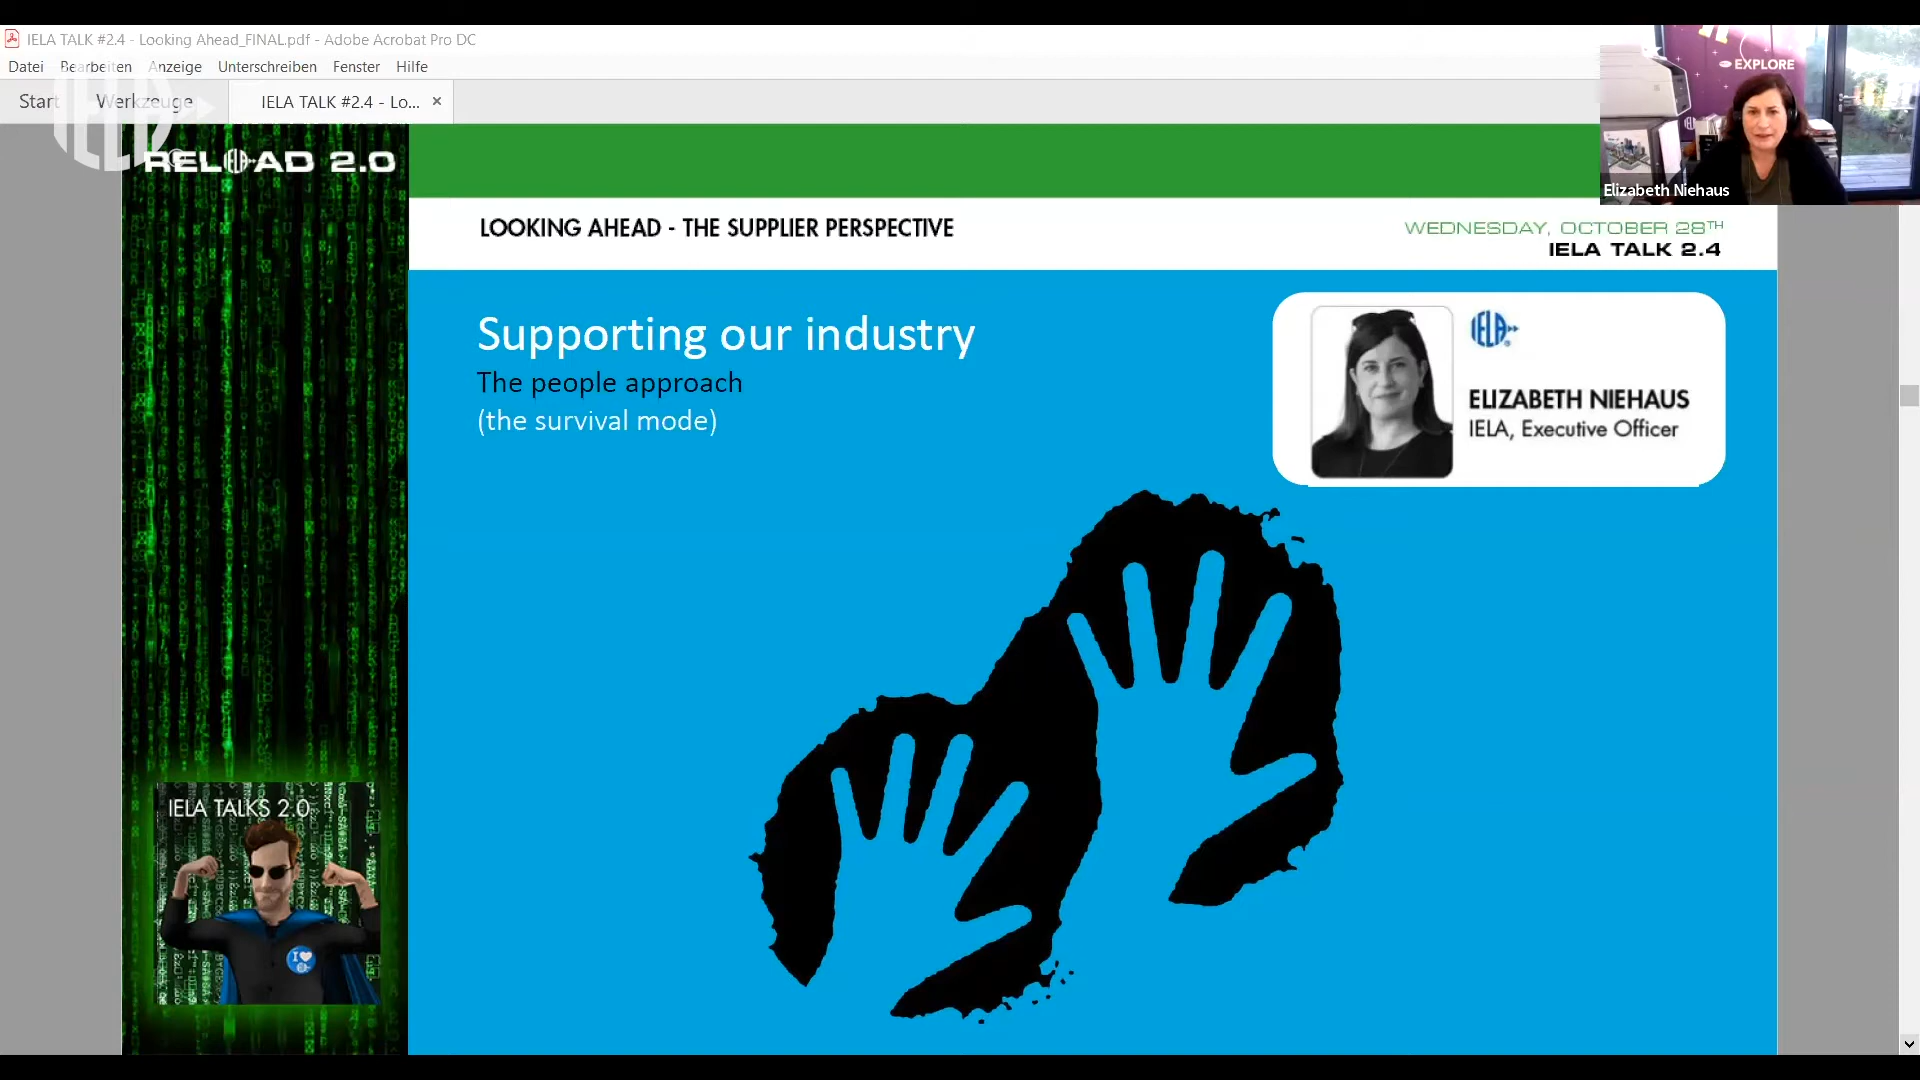 IELA TALK #2.4 - Looking Ahead_FINAL.pdf - Adobe Acrobat Pro DC
Datei Bearbeiten Anzeige Unterschreiben Fenster Hilfe
Start Werkzeuge IELA TALK #2.4 - Lo... ×
IELA
RELOAD 2.0
EXPLORE
Elizabeth Niehaus
LOOKING AHEAD - THE SUPPLIER PERSPECTIVE
WEDNESDAY, OCTOBER 28TH
IELA TALK 2.4
Supporting our industry
The people approach
(the survival mode)
IELA
ELIZABETH NIEHAUS
IELA, Executive Officer
IELA TALKS 2.0
I